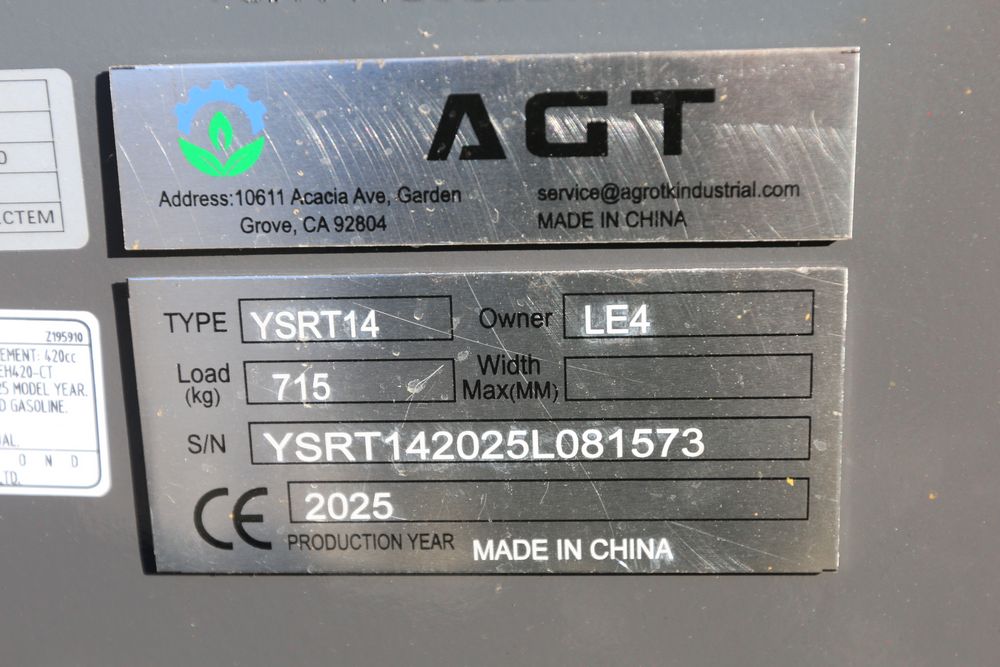 AGT
Address:10611 Acacia Ave, Garden
Grove, CA 92804
service@agrotkindustrial.com
MADE IN CHINA
TYPE YSRT14 Owner LE4
Load (kg) 715 Width Max(MM)
S/N YSRT142025L081573
CE 2025
PRODUCTION YEAR MADE IN CHINA
CTEM
Z195910
EMENT: 420cc
EH420-CT
25 MODEL YEAR.
D GASOLINE.
AL.
O N D
LTD.